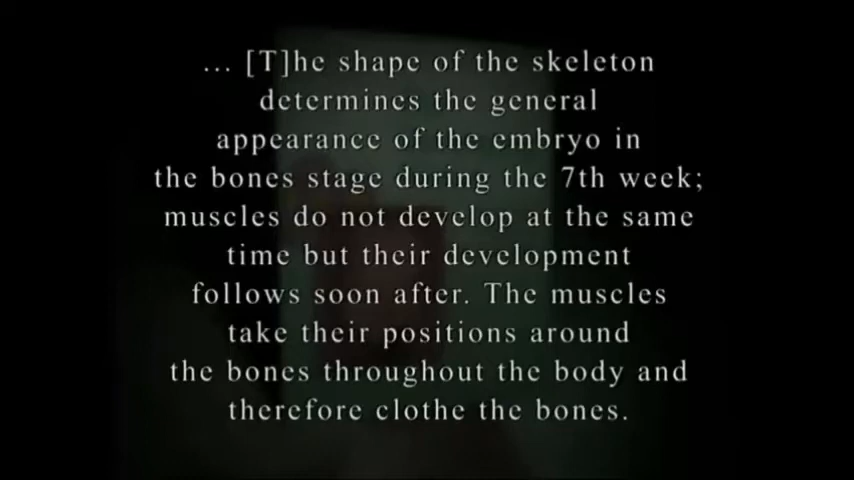 ... [T]he shape of the skeleton
determines the general
appearance of the embryo in
the bones stage during the 7th week;
muscles do not develop at the same
time but their development
follows soon after. The muscles
take their positions around
the bones throughout the body and
therefore clothe the bones.